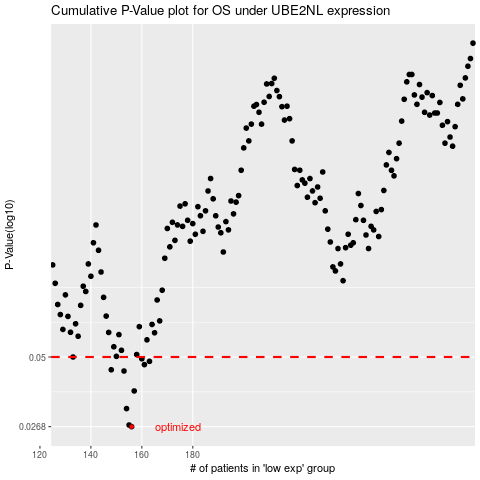 Cumulative P-Value plot for OS under UBE2NL expression
P-Value(log10)
0.05
0.0268
optimized
120 140 160 180
# of patients in 'low exp' group